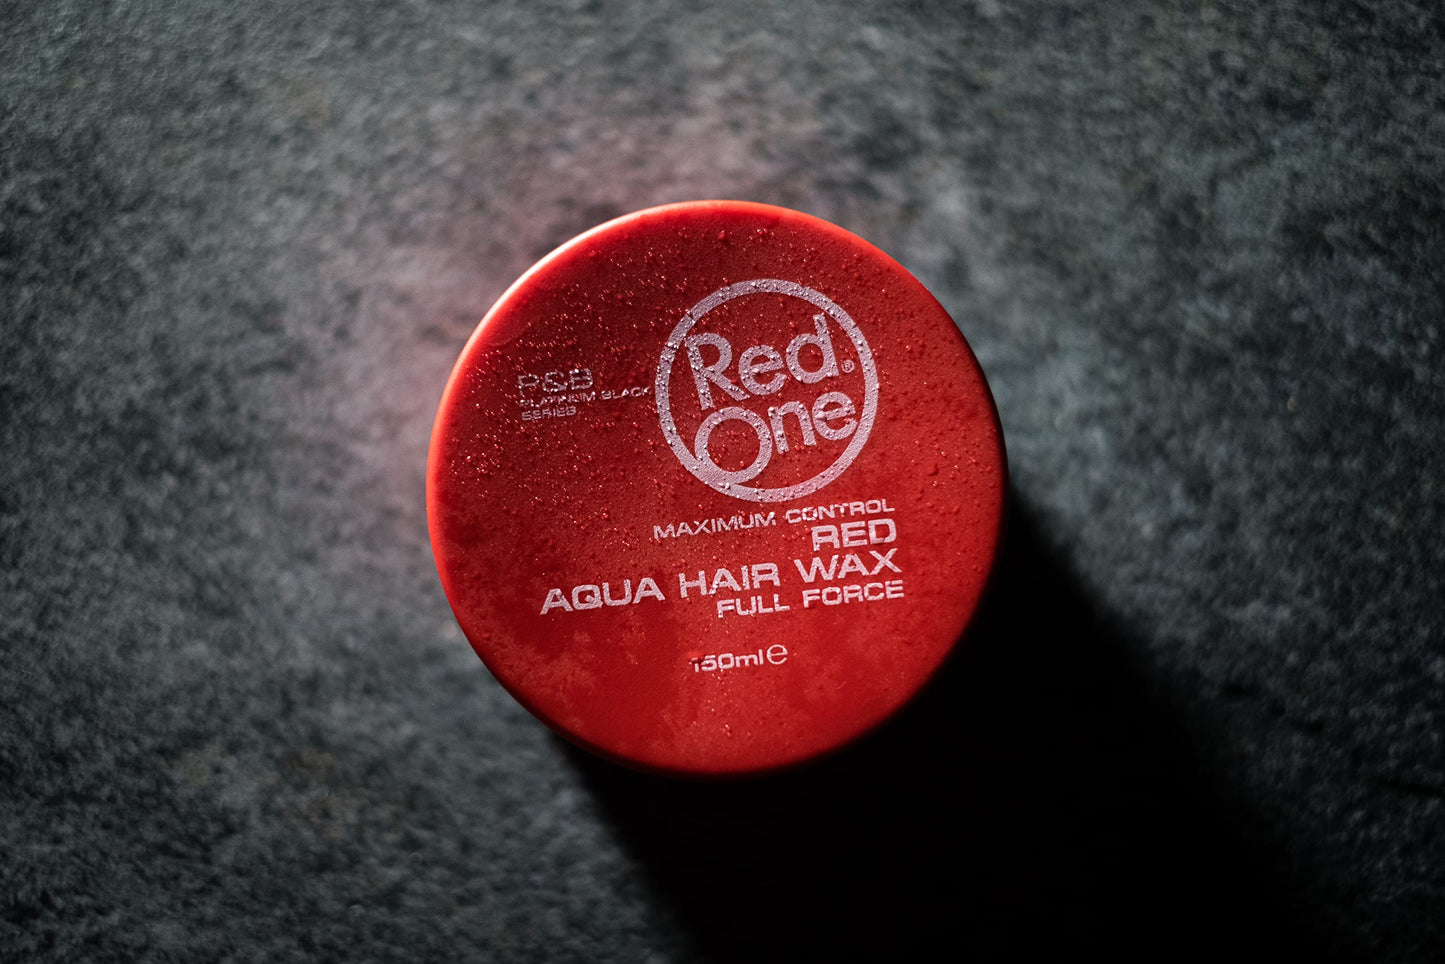 Red®
One
P&B
PLATINUM BLACK
SERIES
MAXIMUM CONTROL
RED
AQUA HAIR WAX
FULL FORCE
150ml ℮